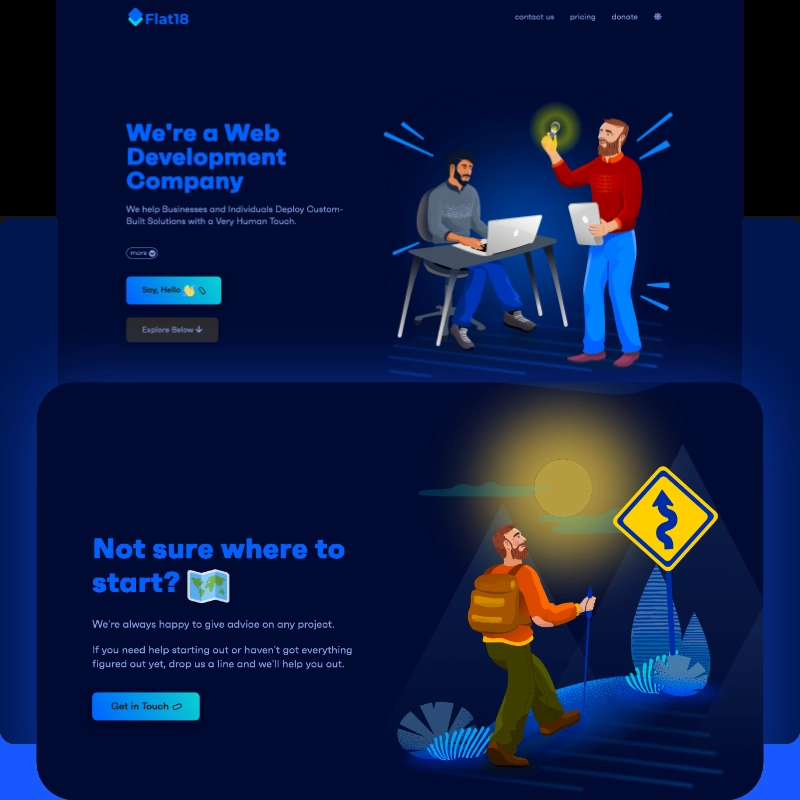 Flat18
contact us pricing donate
We're a Web
Development
Company
We help Businesses and Individuals Deploy Custom-
Built Solutions with a Very Human Touch.
more
Say, Hello 👋
Explore Below ↓
Not sure where to
start? 🗺️
We're always happy to give advice on any project.
If you need help starting out or haven't got everything
figured out yet, drop us a line and we'll help you out.
Get in Touch